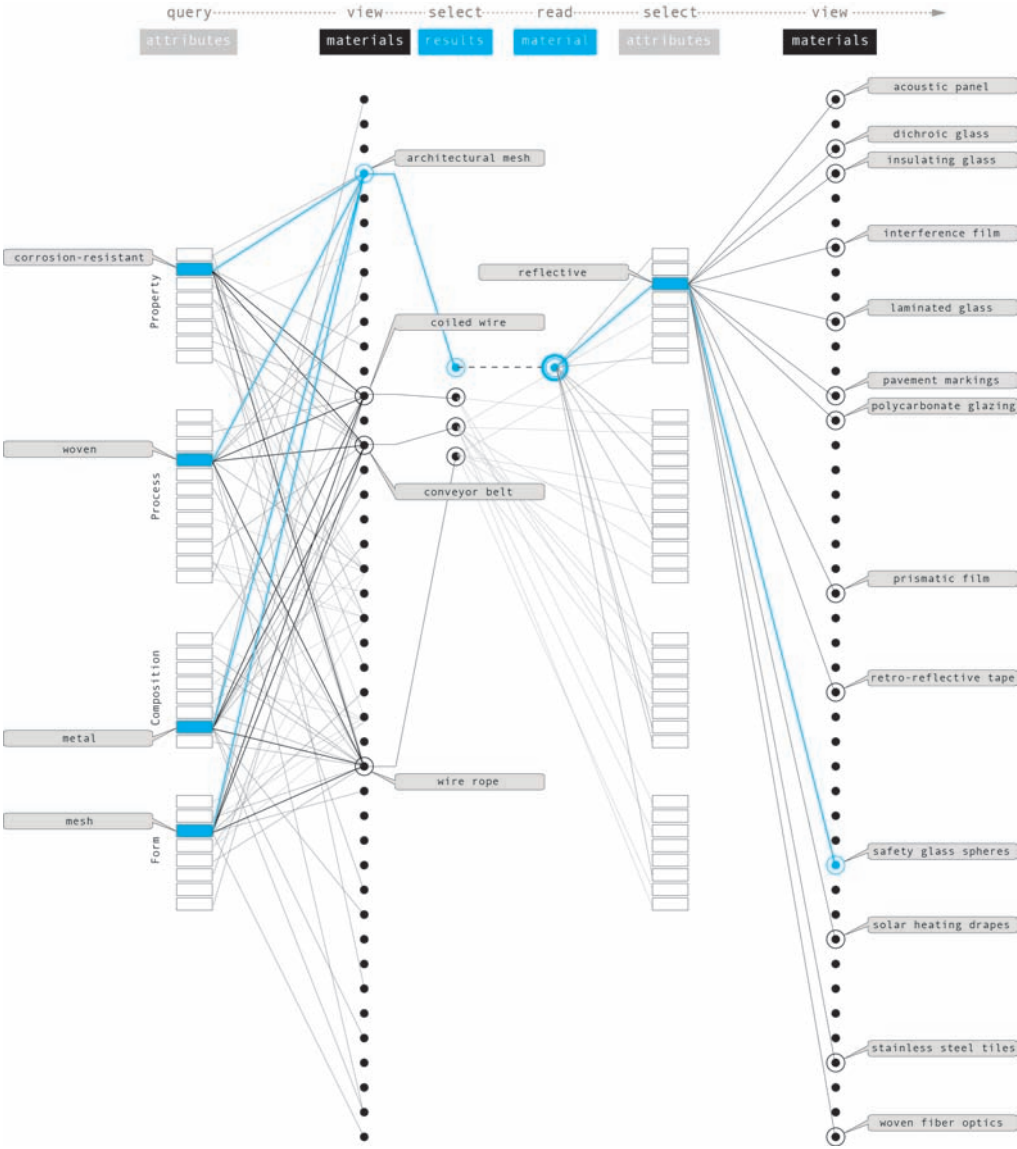 query view select read select view
attributes materials results material attributes materials
acoustic panel
dichroic glass
architectural mesh
insulating glass
interference film
corrosion-resistant
reflective
Property
laminated glass
coiled wire
pavement markings
polycarbonate glazing
woven
Process
conveyor belt
prismatic film
Composition
retro-reflective tape
metal
wire rope
mesh
Form
safety glass spheres
solar heating drapes
stainless steel tiles
woven fiber optics